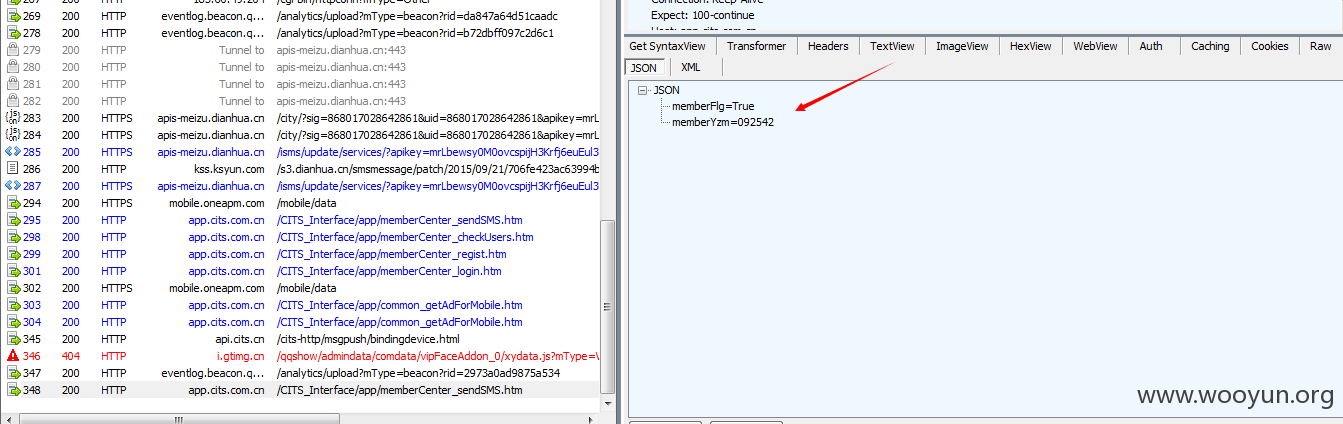 278 200 HTTP eventlog.beacon.q... /analytics/upload?mType=beacon?rid=da847a64d51caadc
278 200 HTTP eventlog.beacon.q... /analytics/upload?mType=beacon?rid=b72dbff097c2d6c1
279 200 HTTP Tunnel to apis-meizu.dianhua.cn:443
280 200 HTTP Tunnel to apis-meizu.dianhua.cn:443
281 200 HTTP Tunnel to apis-meizu.dianhua.cn:443
282 200 HTTP Tunnel to apis-meizu.dianhua.cn:443
283 200 HTTPS apis-meizu.dianhua.cn /city/?sig=868017028642861&uid=868017028642861&apikey=mrL
284 200 HTTPS apis-meizu.dianhua.cn /city/?sig=868017028642861&uid=868017028642861&apikey=mrL
285 200 HTTPS apis-meizu.dianhua.cn /isms/update/services/?apikey=mrLbewsy0M0ovcspijH3Krfj6euEul3
286 200 HTTP kss.ksyun.com /s3.dianhua.cn/smsmessage/patch/2015/09/21/706fe423ac63994b
287 200 HTTPS apis-meizu.dianhua.cn /isms/update/services/?apikey=mrLbewsy0M0ovcspijH3Krfj6euEul3
294 200 HTTPS mobile.oneapm.com /mobile/data
295 200 HTTP app.cits.com.cn /CITS_Interface/app/memberCenter_sendSMS.htm
298 200 HTTP app.cits.com.cn /CITS_Interface/app/memberCenter_checkUsers.htm
299 200 HTTP app.cits.com.cn /CITS_Interface/app/memberCenter_regist.htm
301 200 HTTP app.cits.com.cn /CITS_Interface/app/memberCenter_login.htm
302 200 HTTPS mobile.oneapm.com /mobile/data
303 200 HTTP app.cits.com.cn /CITS_Interface/app/common_getAdForMobile.htm
304 200 HTTP app.cits.com.cn /CITS_Interface/app/common_getAdForMobile.htm
345 200 HTTP api.cits.cn /cits-http/msgpush/bindingdevice.html
346 404 HTTP i.gtimg.cn /qqshow/admindata/comdata/vipFaceAddon_0/xydata.js?mType=
347 200 HTTP eventlog.beacon.q... /analytics/upload?mType=beacon?rid=2973a0ad9875a534
348 200 HTTP app.cits.com.cn /CITS_Interface/app/memberCenter_sendSMS.htm
Expect: 100-continue
Get SyntaxView Transformer Headers TextView ImageView HexView WebView Auth Caching Cookies Raw
JSON XML
JSON
memberFlg=True
memberYzm=092542
www.wooyun.org